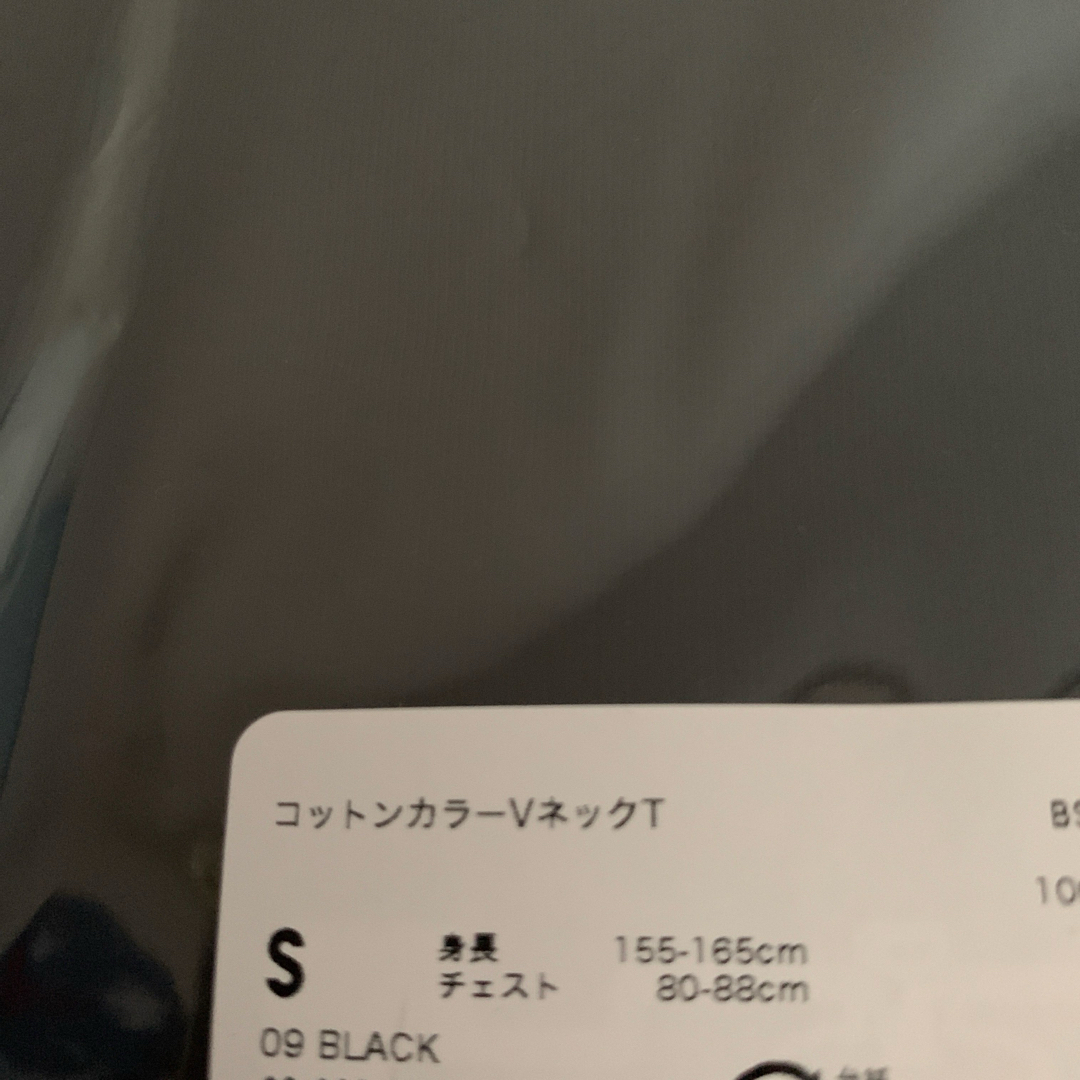 コットンカラーVネックT
S
身長 155-165cm
チェスト 80-88cm
09 BLACK